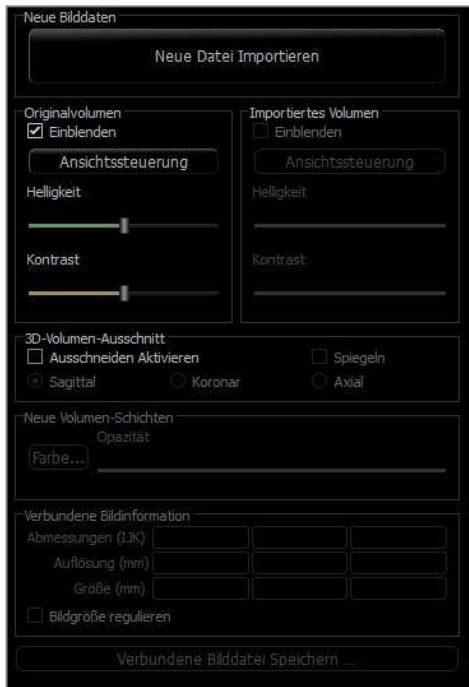 Neue Bilddaten
Neue Datei Importieren
Originalvolumen
Einblenden
Ansichtssteuerung
Helligkeit
Kontrast
Importiertes Volumen
Einblenden
Ansichtssteuerung
Helligkeit
Kontrast
3D-Volumen-Ausschnitt
Ausschneiden Aktivieren
Spiegeln
Sagittal
Koronar
Axial
Neue Volumen-Schichten
Opazität
Farbe...
Verbundene Bildinformation
Abmessungen (IJK)
Auflösung (mm)
Größe (mm)
Bildgröße regulieren
Verbundene Bilddatei Speichern ...